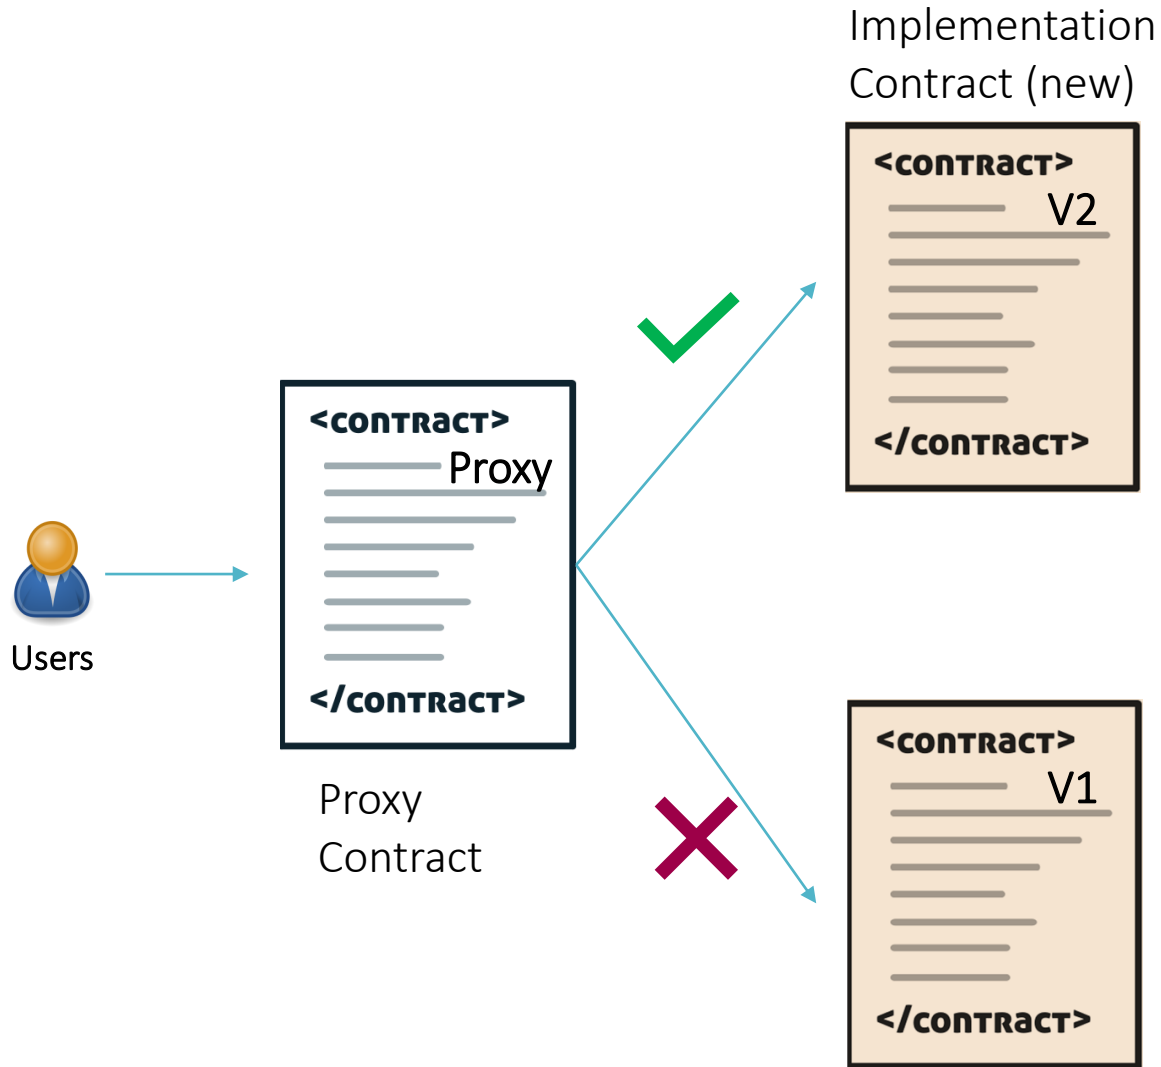 Implementation
Contract (new)
<contract>
V2
</contract>
<contract>
Proxy
</contract>
Users
Proxy
Contract
<contract>
V1
</contract>